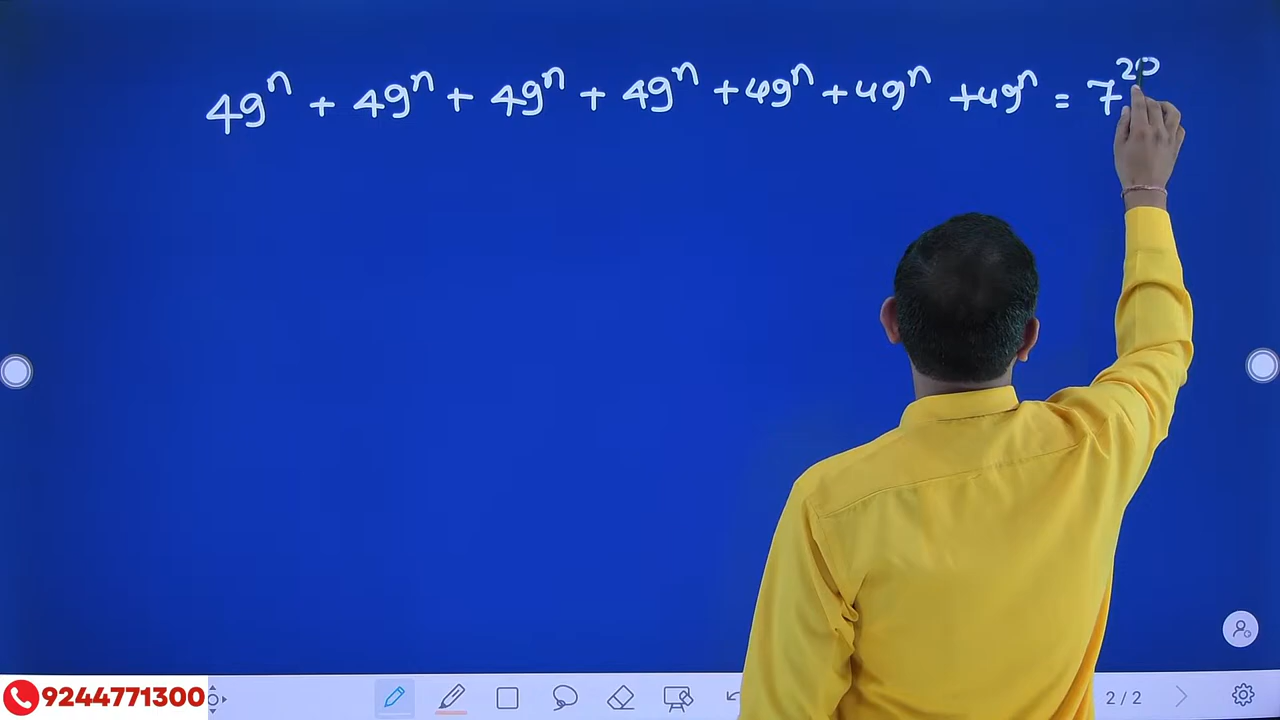 49ⁿ + 49ⁿ + 49ⁿ + 49ⁿ + 49ⁿ + 49ⁿ + 49ⁿ = 7²⁰
9244771300
2/2